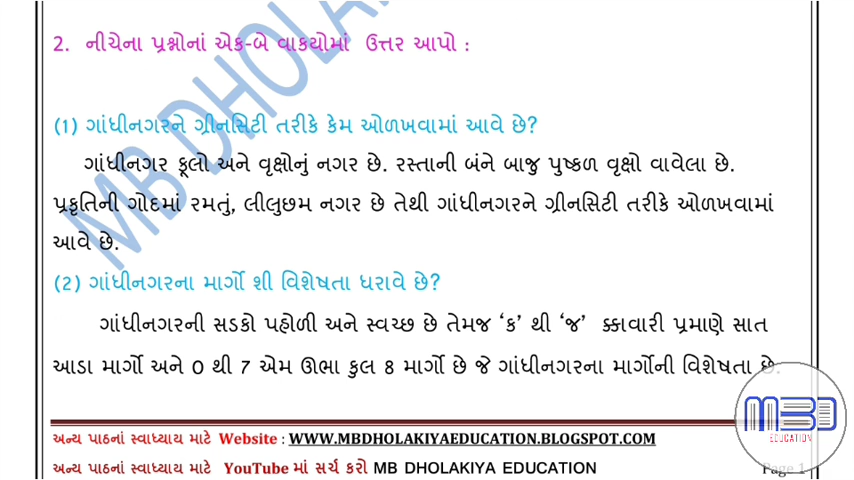 2. નીચેના પ્રશ્નોનાં એક-બે વાકયોમાં ઉત્તર આપો :
(1) ગાંધીનગરને ગ્રીનસિટી તરીકે કેમ ઓળખવામાં આવે છે?
ગાંધીનગર ફૂલો અને વૃક્ષોનું નગર છે. રસ્તાની બંને બાજુ પુષ્કળ વૃક્ષો વાવેલા છે.
પ્રકૃતિની ગોદમાં રમતું, લીલુછમ નગર છે તેથી ગાંધીનગરને ગ્રીનસિટી તરીકે ઓળખવામાં
આવે છે.
(2) ગાંધીનગરના માર્ગો શી વિશેષતા ધરાવે છે?
ગાંધીનગરની સડકો પહોળી અને સ્વચ્છ છે તેમજ ‘ક’ થી ‘જ’ ક્કાવારી પ્રમાણે સાત
આડા માર્ગો અને 0 થી 7 એમ ઊભા કુલ 8 માર્ગો છે જે ગાંધીનગરના માર્ગોની વિશેષતા છે.
અન્ય પાઠનાં સ્વાધ્યાય માટે Website : WWW.MBDHOLAKIYAEDUCATION.BLOGSPOT.COM
અન્ય પાઠનાં સ્વાધ્યાય માટે YouTube માં સર્ચ કરો MB DHOLAKIYA EDUCATION
Page 1
MBD
EDUCATION
MB DHOLAKIYA